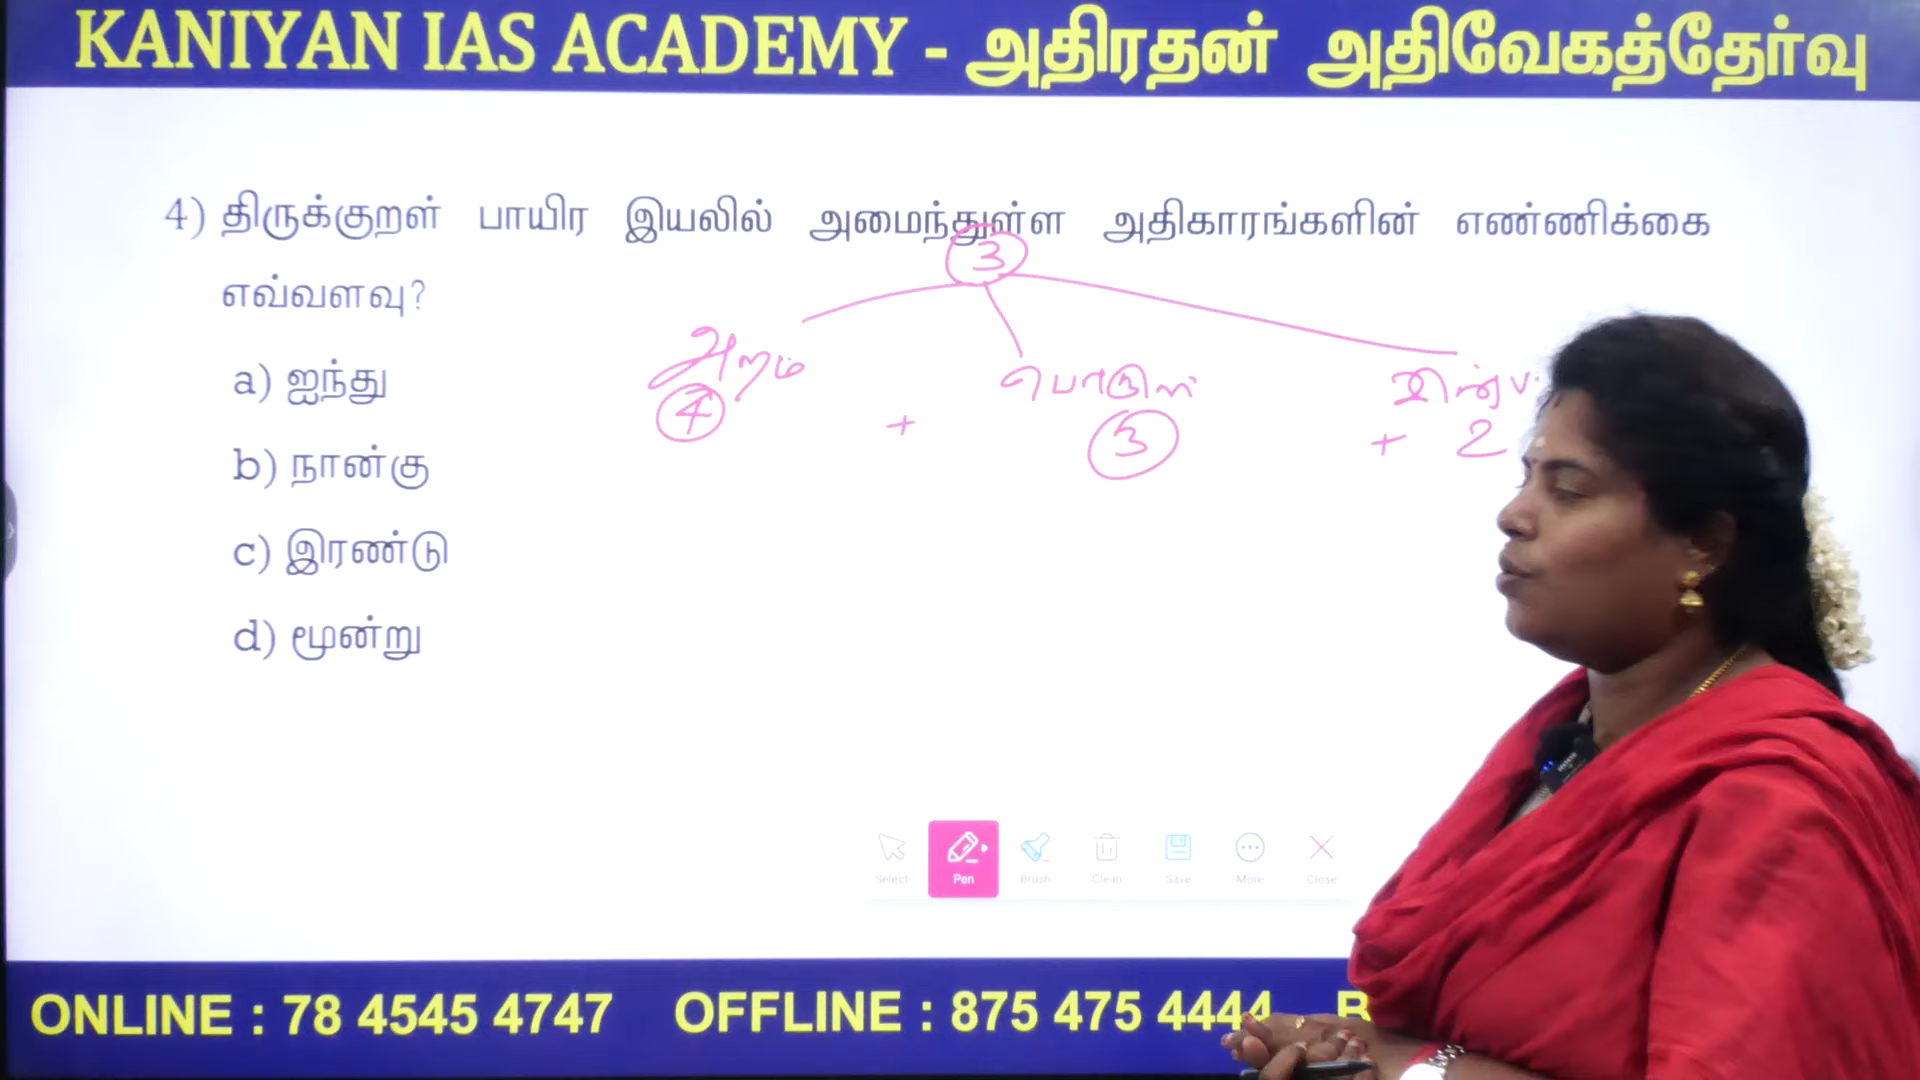 KANIYAN IAS ACADEMY - அதிரதன் அதிவேகத்தேர்வு
4) திருக்குறள் பாயிர இயலில் அமைந்துள்ள அதிகாரங்களின் எண்ணிக்கை
எவ்வளவு?
3
அறம் பொருள்
4 + 3 + 2
a) ஐந்து
b) நான்கு
c) இரண்டு
d) மூன்று
Select Pen Brush Clean Save More Close
ONLINE : 78 4545 4747 OFFLINE : 875 475 4444